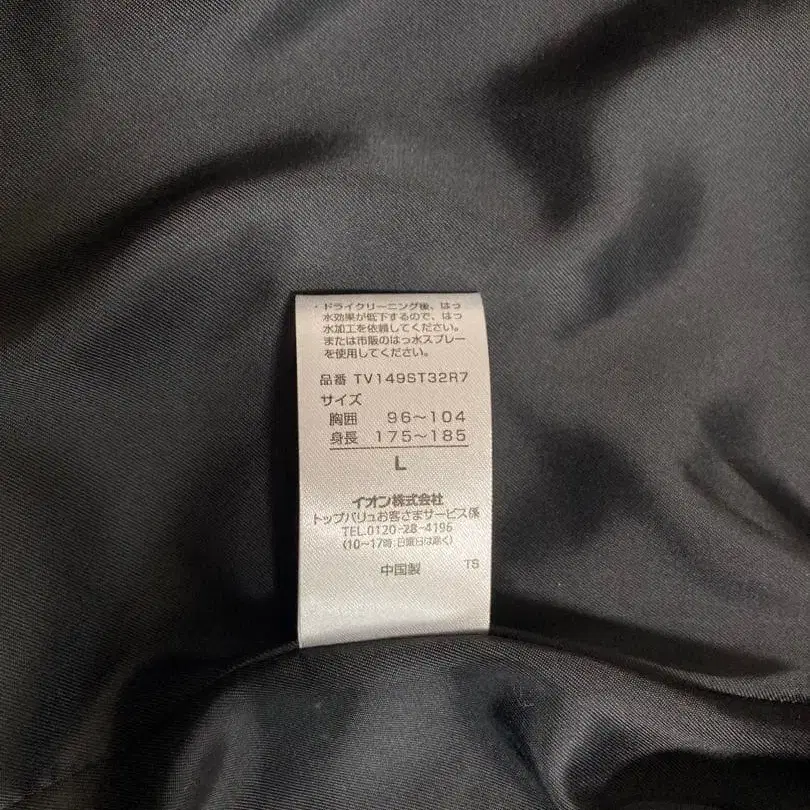 ・ドライクリーニング後、はっ
水効果が低下するので、はっ
水加工を依頼してください。
または市販のはっ水スプレー
を使用してください。
品番 TV149ST32R7
サイズ
胸囲 96～104
身長 175～185
L
イオン株式会社
トップバリュお客さまサービス係
TEL.0120-28-4196
(10～17時:日曜日は除く)
中国製 TS